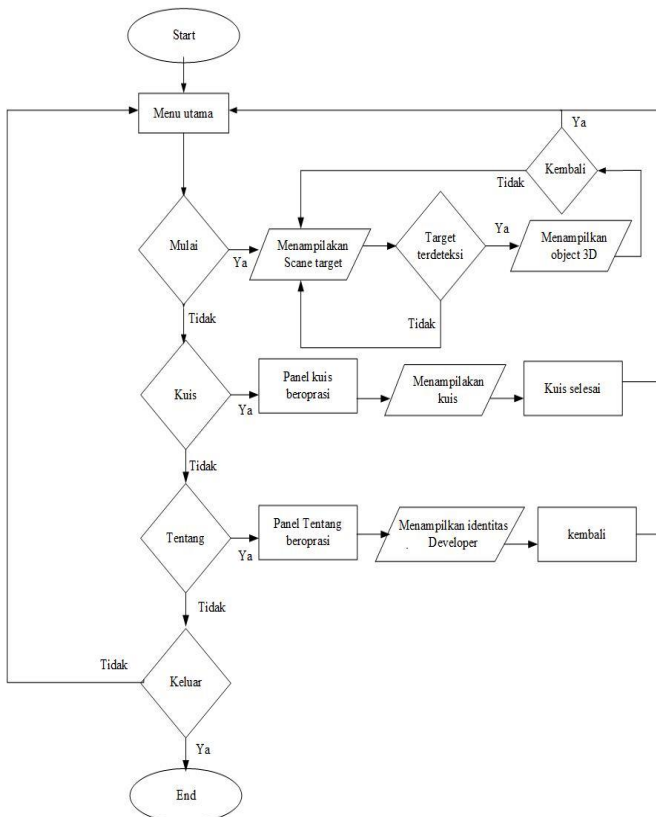 Start
Menu utama
Ya
Kembali
Tidak
Mulai
Ya
Menampilakan
Scane target
Target
terdeteksi
Ya
Menampilkan
object 3D
Tidak
Tidak
Kuis
Ya
Panel kuis
beroprasi
Menampilakan
kuis
Kuis selesai
Tidak
Tentang
Ya
Panel Tentang
beroprasi
Menampilkan identitas
. Developer
kembali
Tidak
Tidak
Keluar
Ya
End